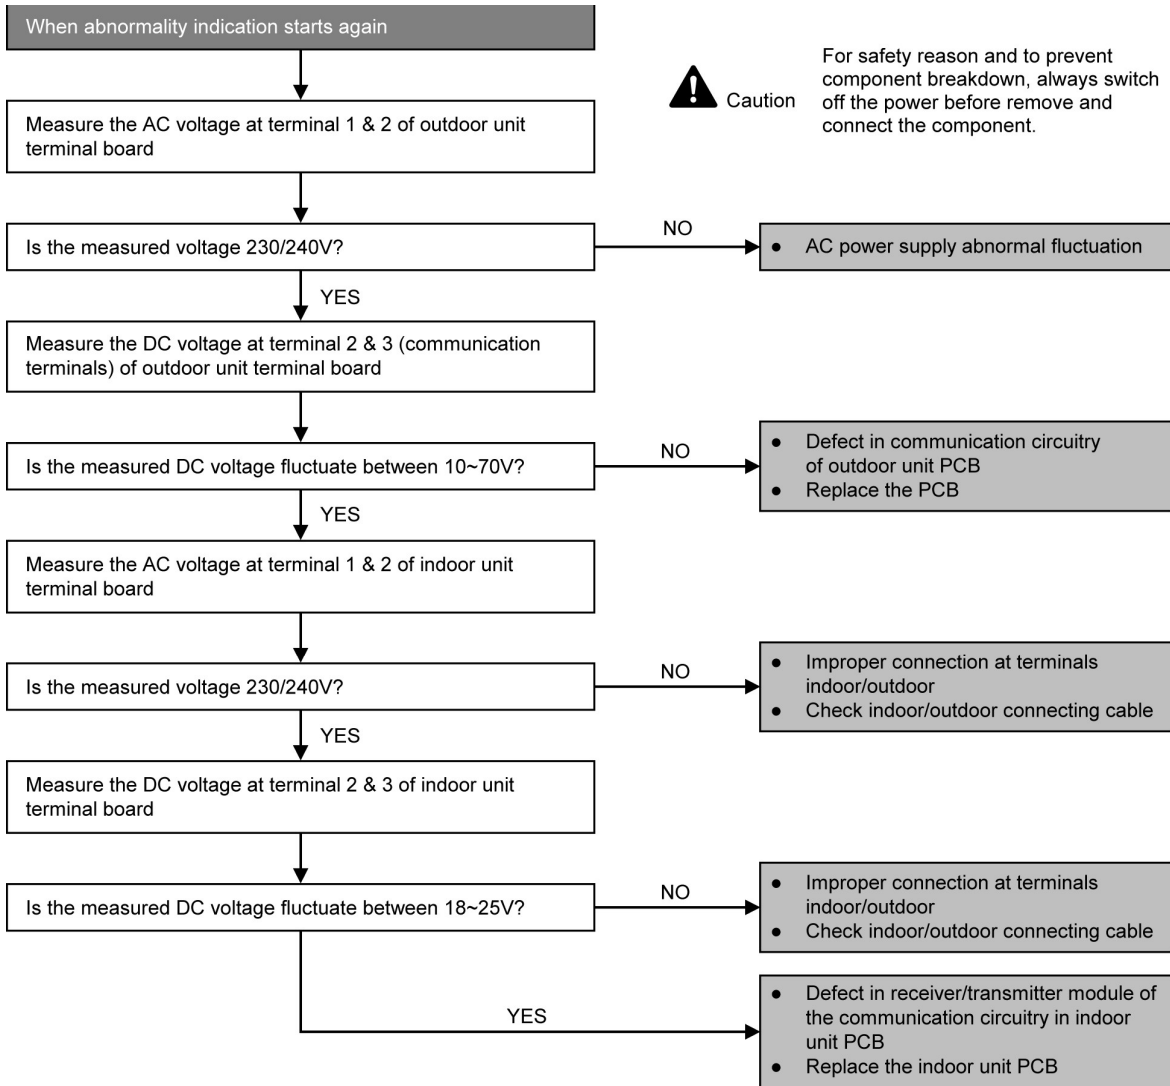 When abnormality indication starts again
For safety reason and to prevent
component breakdown, always switch
off the power before remove and
connect the component.
Caution
Measure the AC voltage at terminal 1 & 2 of outdoor unit
terminal board
Is the measured voltage 230/240V?
NO
● AC power supply abnormal fluctuation
YES
Measure the DC voltage at terminal 2 & 3 (communication
terminals) of outdoor unit terminal board
Is the measured DC voltage fluctuate between 10~70V?
NO
● Defect in communication circuitry
of outdoor unit PCB
● Replace the PCB
YES
Measure the AC voltage at terminal 1 & 2 of indoor unit
terminal board
Is the measured voltage 230/240V?
NO
● Improper connection at terminals
indoor/outdoor
● Check indoor/outdoor connecting cable
YES
Measure the DC voltage at terminal 2 & 3 of indoor unit
terminal board
Is the measured DC voltage fluctuate between 18~25V?
NO
● Improper connection at terminals
indoor/outdoor
● Check indoor/outdoor connecting cable
YES
● Defect in receiver/transmitter module of
the communication circuitry in indoor
unit PCB
● Replace the indoor unit PCB